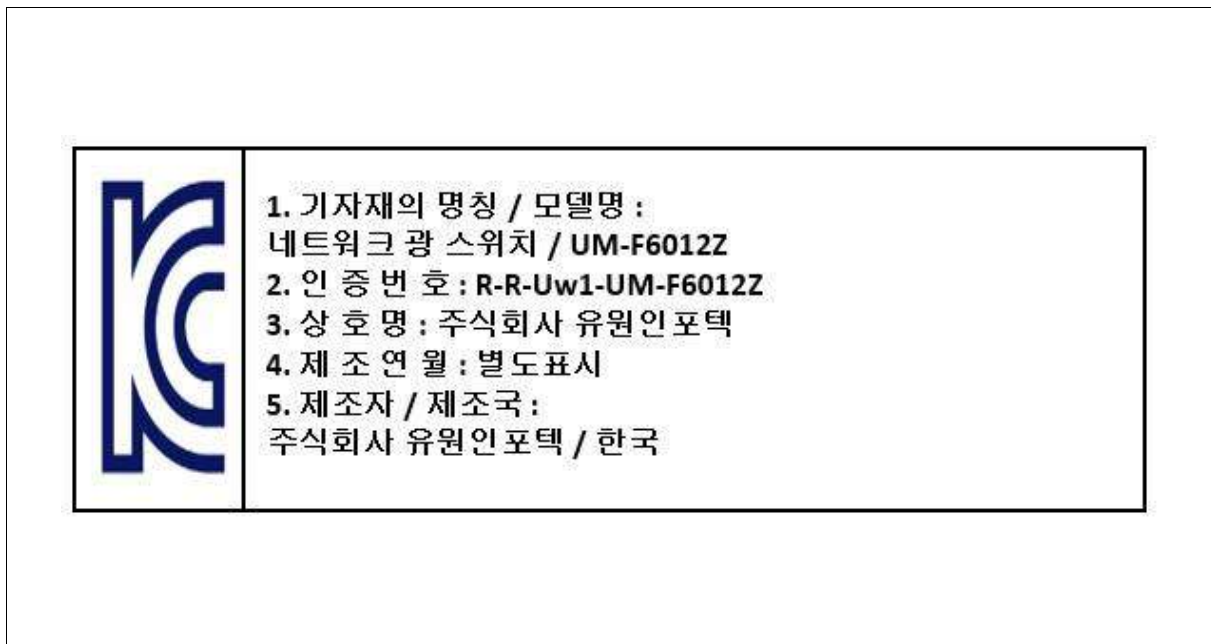 1. 기자재의 명칭 / 모델명 :
네트워크 광 스위치 / UM-F6012Z
2. 인 증 번 호 : R-R-Uw1-UM-F6012Z
3. 상 호 명 : 주식회사 유원인포텍
4. 제 조 연 월 : 별도표시
5. 제조자 / 제조국 :
주식회사 유원인포텍 / 한국